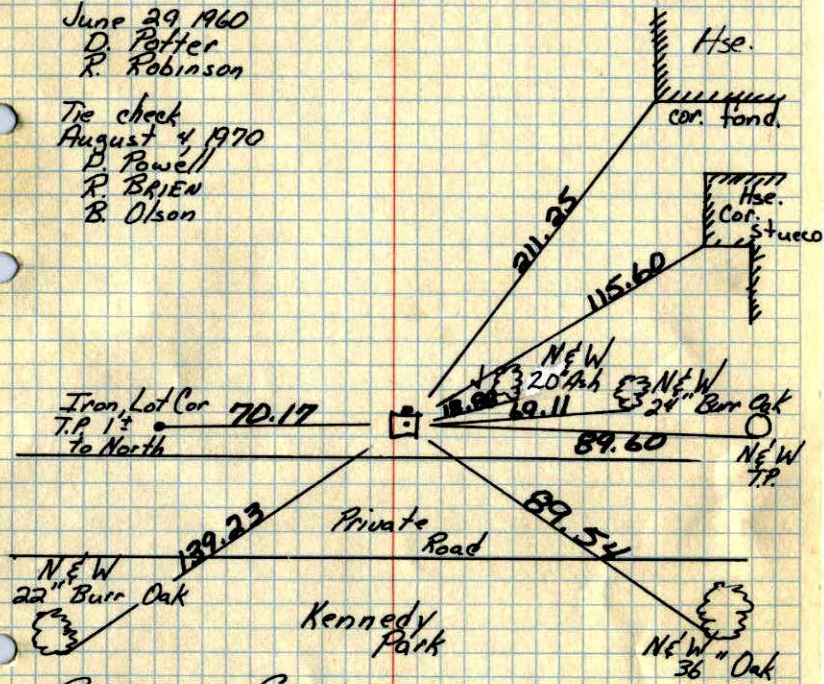 June 29 1960
D. Potter
R. Robinson
Tie check
August 4, 1970
D. Powell
R. BRIEN
B. Olson
Hse.
cor. fond.
Hse.
Cor.
Stucco
211.25
115.60
N&W
20" Ash
N&W
24" Burr Oak
69.11
89.60
N&W
T.P.
Iron, Lot Cor
T.P. 1'±
to North
70.17
139.23
Private
Road
89.54
N&W
22" Burr Oak
Kennedy
Park
N&W
36" Oak